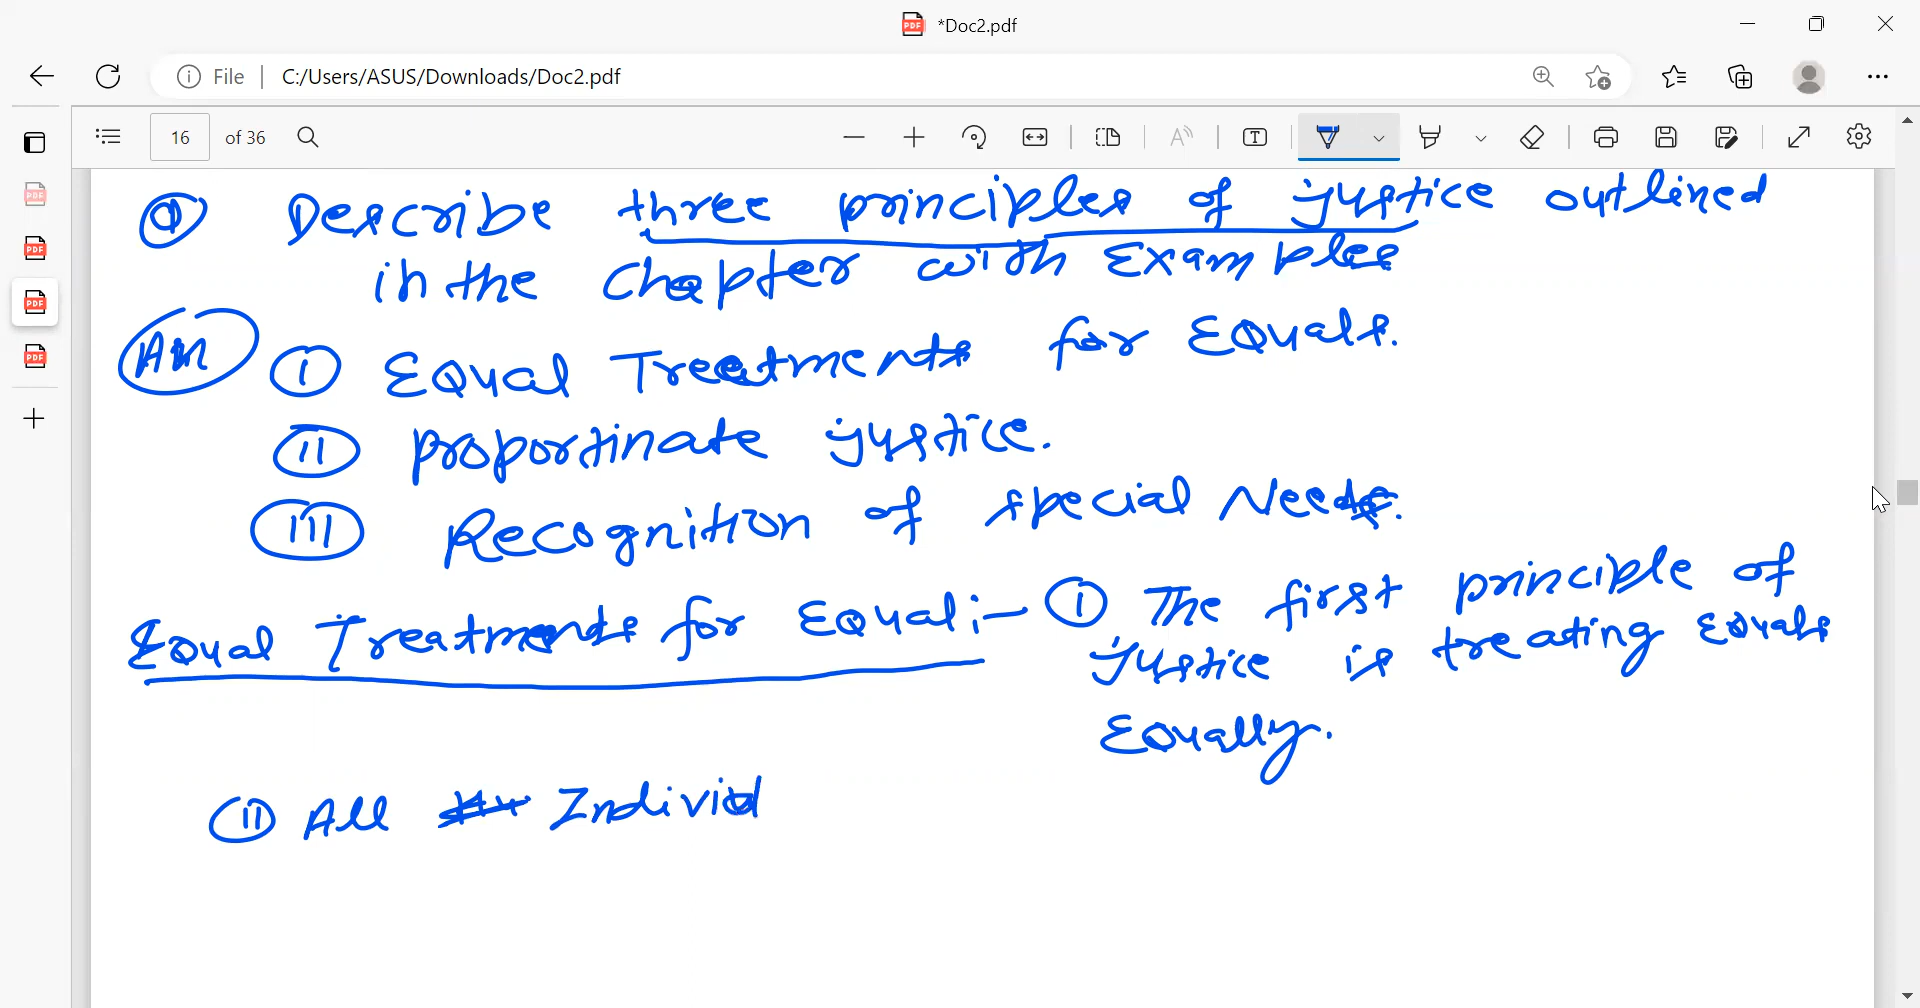 *Doc2.pdf
File C:/Users/ASUS/Downloads/Doc2.pdf
16 of 36
Q Describe three principles of justice outlined
in the chapter with Examples
Ans I Equal Treatments for Equals.
II proportinate justice.
III Recognition of special Needs.
Equal Treatments for Equal :- I The first principle of
justice is treating Equals
Equally.
II All Individ